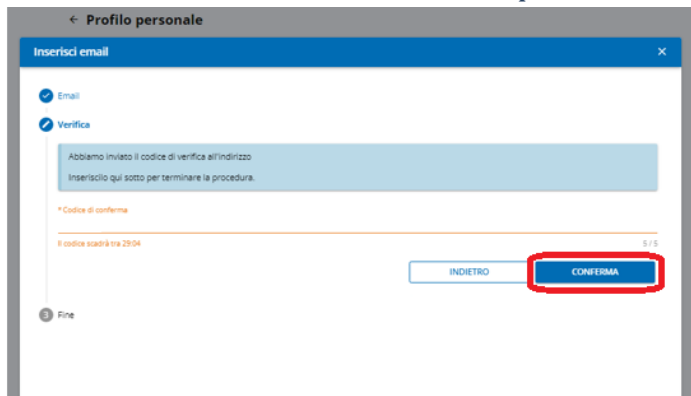 ← Profilo personale
Inserisci email ×
Email
Verifica
Abbiamo inviato il codice di verifica all'indirizzo
Inseriscilo qui sotto per terminare la procedura.
* Codice di conferma
Il codice scadrà tra 29:04 5 / 5
INDIETRO CONFERMA
3 Fine